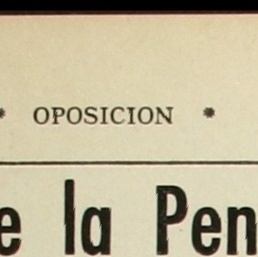 * OPOSICION *
e la Pen